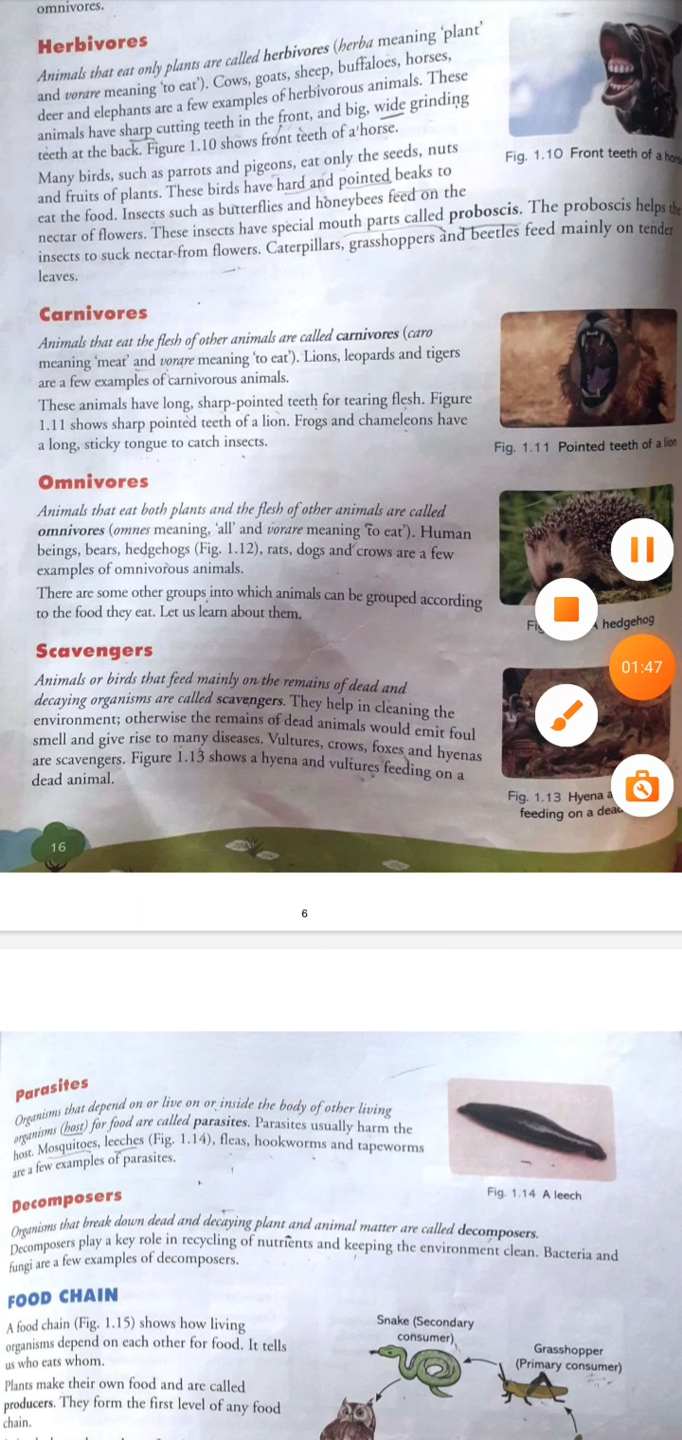 omnivores.
Herbivores
Animals that eat only plants are called herbivores (herba meaning 'plant'
and vorare meaning 'to eat'). Cows, goats, sheep, buffaloes, horses,
deer and elephants are a few examples of herbivorous animals. These
animals have sharp cutting teeth in the front, and big, wide grinding
teeth at the back. Figure 1.10 shows front teeth of a horse.
Fig. 1.10 Front teeth of a
Many birds, such as parrots and pigeons, eat only the seeds, nuts
and fruits of plants. These birds have hard and pointed beaks to
eat the food. Insects such as butterflies and honeybees feed on the
nectar of flowers. These insects have special mouth parts called proboscis. The proboscis helps the
insects to suck nectar from flowers. Caterpillars, grasshoppers and beetles feed mainly on tender
leaves.
Carnivores
Animals that eat the flesh of other animals are called carnivores (caro
meaning 'meat' and vorare meaning 'to eat'). Lions, leopards and tigers
are a few examples of carnivorous animals.
These animals have long, sharp-pointed teeth for tearing flesh. Figure
1.11 shows sharp pointed teeth of a lion. Frogs and chameleons have
a long, sticky tongue to catch insects.
Fig. 1.11 Pointed teeth of a lion
Omnivores
Animals that eat both plants and the flesh of other animals are called
omnivores (omnes meaning, 'all' and vorare meaning 'to eat'). Human
beings, bears, hedgehogs (Fig. 1.12), rats, dogs and crows are a few
examples of omnivorous animals.
There are some other groups into which animals can be grouped according
to the food they eat. Let us learn about them.
hedgehog
Scavengers
Animals or birds that feed mainly on the remains of dead and
decaying organisms are called scavengers. They help in cleaning the
environment; otherwise the remains of dead animals would emit foul
smell and give rise to many diseases. Vultures, crows, foxes and hyenas
are scavengers. Figure 1.13 shows a hyena and vultures feeding on a
dead animal.
01:47
Fig. 1.13 Hyena
feeding on a
16
6
Parasites
Organisms that depend on or live on or inside the body of other living
organisms (host) for food are called parasites. Parasites usually harm the
host. Mosquitoes, leeches (Fig. 1.14), fleas, hookworms and tapeworms
are a few examples of parasites.
Fig. 1.14 A leech
Decomposers
Organisms that break down dead and decaying plant and animal matter are called decomposers.
Decomposers play a key role in recycling of nutrients and keeping the environment clean. Bacteria and
fungi are a few examples of decomposers.
FOOD CHAIN
A food chain (Fig. 1.15) shows how living
organisms depend on each other for food. It tells
us who eats whom.
Plants make their own food and are called
producers. They form the first level of any food
chain.
Snake (Secondary
consumer)
Grasshopper
(Primary consumer)